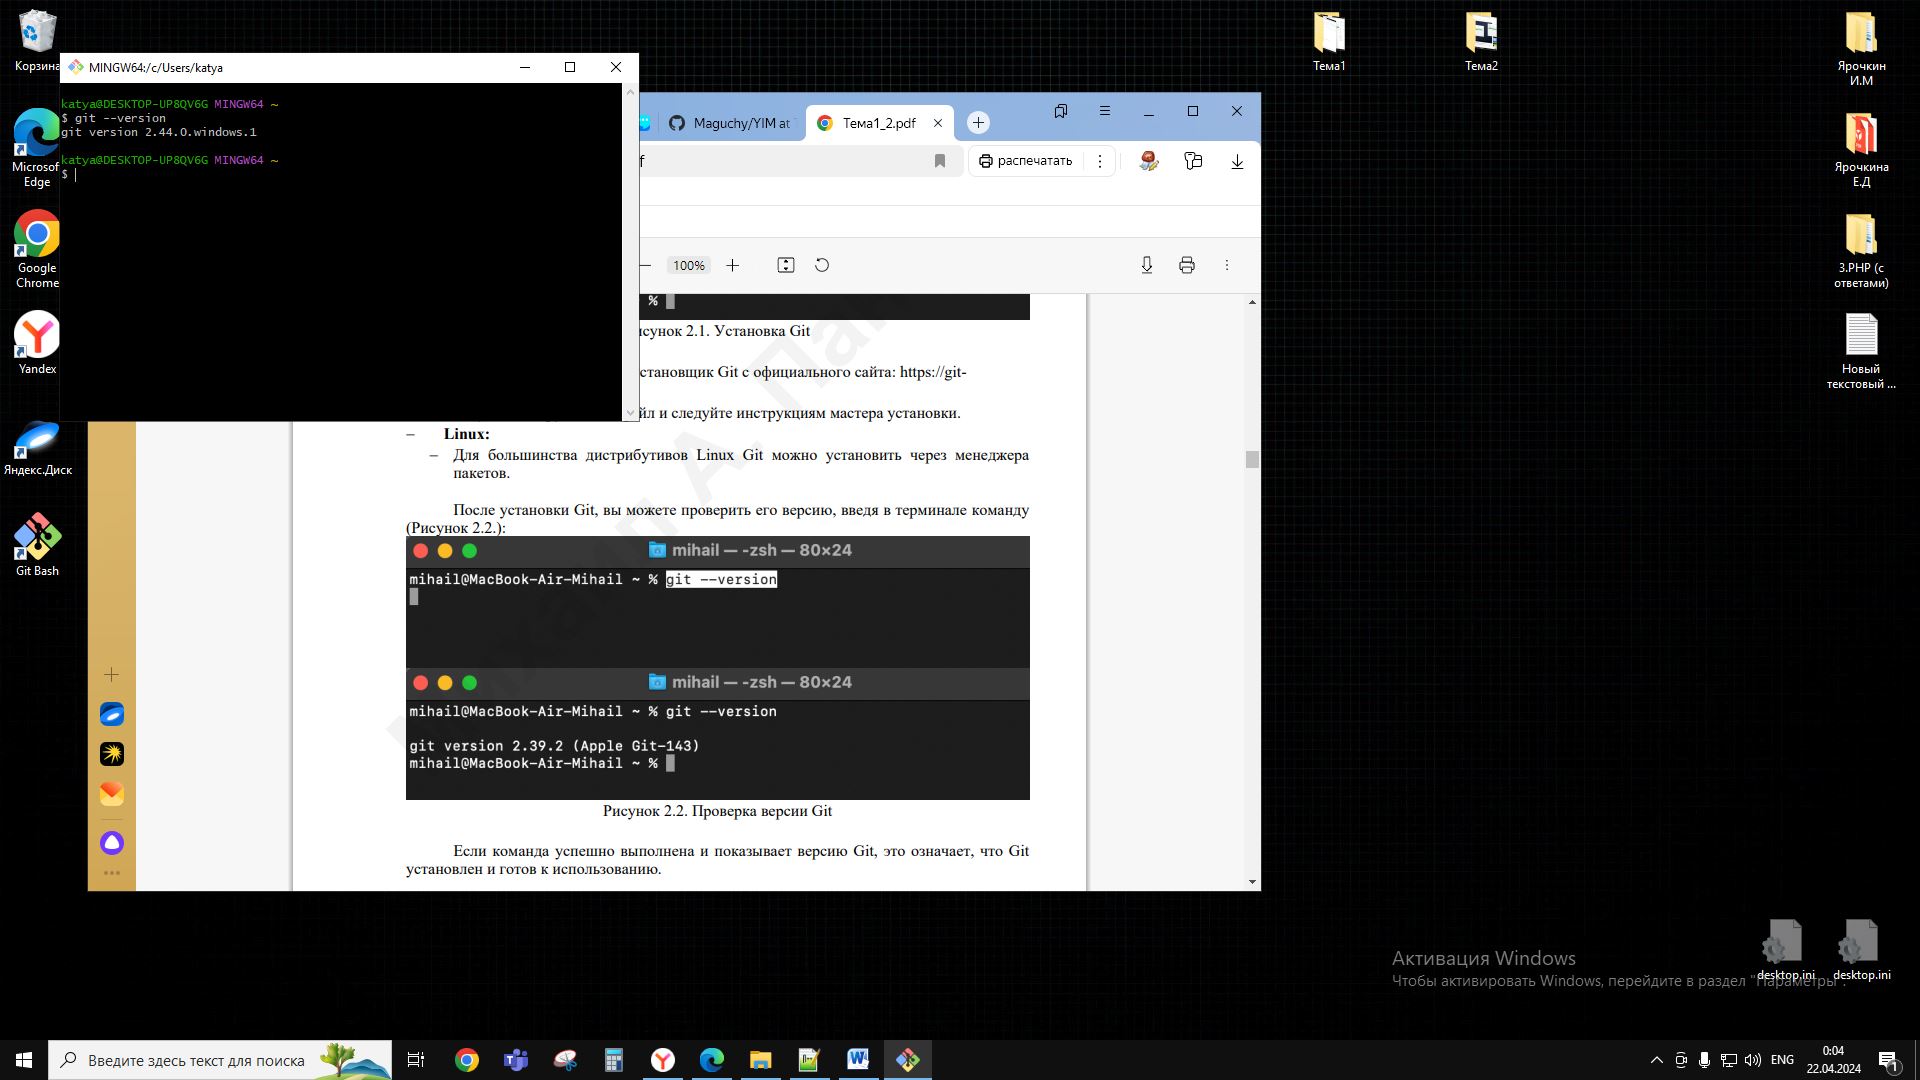 Корзина
Microsoft
Edge
Google
Chrome
Yandex
Яндекс.Диск
Git Bash
MINGW64:/c/Users/katya
katya@DESKTOP-UP8QV6G MINGW64 ~
$ git --version
git version 2.44.0.windows.1
katya@DESKTOP-UP8QV6G MINGW64 ~
$
Maguchy/YIM at
Тема1_2.pdf
распечатать
100%
%
Рисунок 2.1. Установка Git
становщик Git с официального сайта: https://git-
йл и следуйте инструкциям мастера установки.
– Linux:
– Для большинства дистрибутивов Linux Git можно установить через менеджера
пакетов.
После установки Git, вы можете проверить его версию, введя в терминале команду
(Рисунок 2.2.):
mihail — -zsh — 80×24
mihail@MacBook-Air-Mihail ~ % git --version
mihail — -zsh — 80×24
mihail@MacBook-Air-Mihail ~ % git --version
git version 2.39.2 (Apple Git-143)
mihail@MacBook-Air-Mihail ~ %
Рисунок 2.2. Проверка версии Git
Если команда успешно выполнена и показывает версию Git, это означает, что Git
установлен и готов к использованию.
Михаил А. Пан
Тема1
Тема2
Ярочкин
И.М
Ярочкина
Е.Д
3.PHP (с
ответами)
Новый
текстовый ...
Активация Windows
Чтобы активировать Windows, перейдите в раздел "Параметры".
desktop.ini
desktop.ini
Введите здесь текст для поиска
ENG
0:04
22.04.2024
1